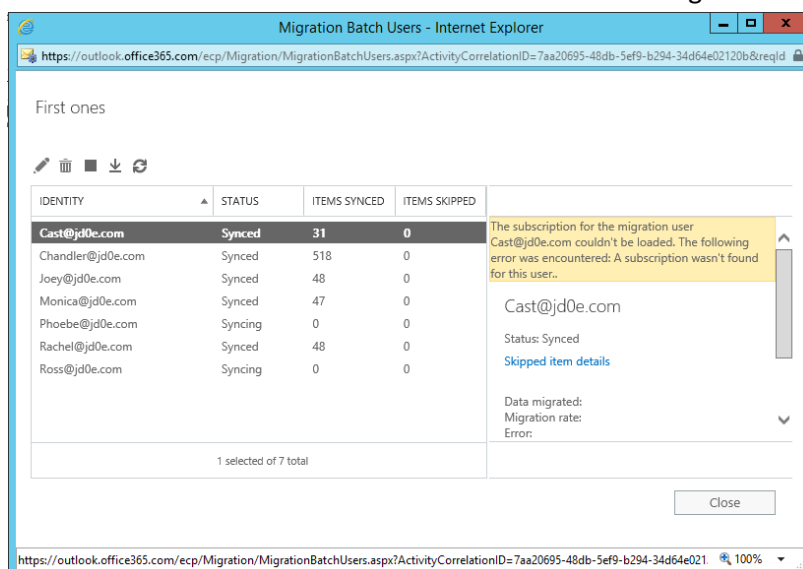 Migration Batch Users - Internet Explorer
https://outlook.office365.com/ecp/Migration/MigrationBatchUsers.aspx?ActivityCorrelationID=7aa20695-48db-5ef9-b294-34d64e02120b&reqId
First ones
IDENTITY STATUS ITEMS SYNCED ITEMS SKIPPED
Cast@jd0e.com Synced 31 0
Chandler@jd0e.com Synced 518 0
Joey@jd0e.com Synced 48 0
Monica@jd0e.com Synced 47 0
Phoebe@jd0e.com Syncing 0 0
Rachel@jd0e.com Synced 48 0
Ross@jd0e.com Syncing 0 0
1 selected of 7 total
The subscription for the migration user
Cast@jd0e.com couldn't be loaded. The following
error was encountered: A subscription wasn't found
for this user..
Cast@jd0e.com
Status: Synced
Skipped item details
Data migrated:
Migration rate:
Error:
Close
https://outlook.office365.com/ecp/Migration/MigrationBatchUsers.aspx?ActivityCorrelationID=7aa20695-48db-5ef9-b294-34d64e021 100%